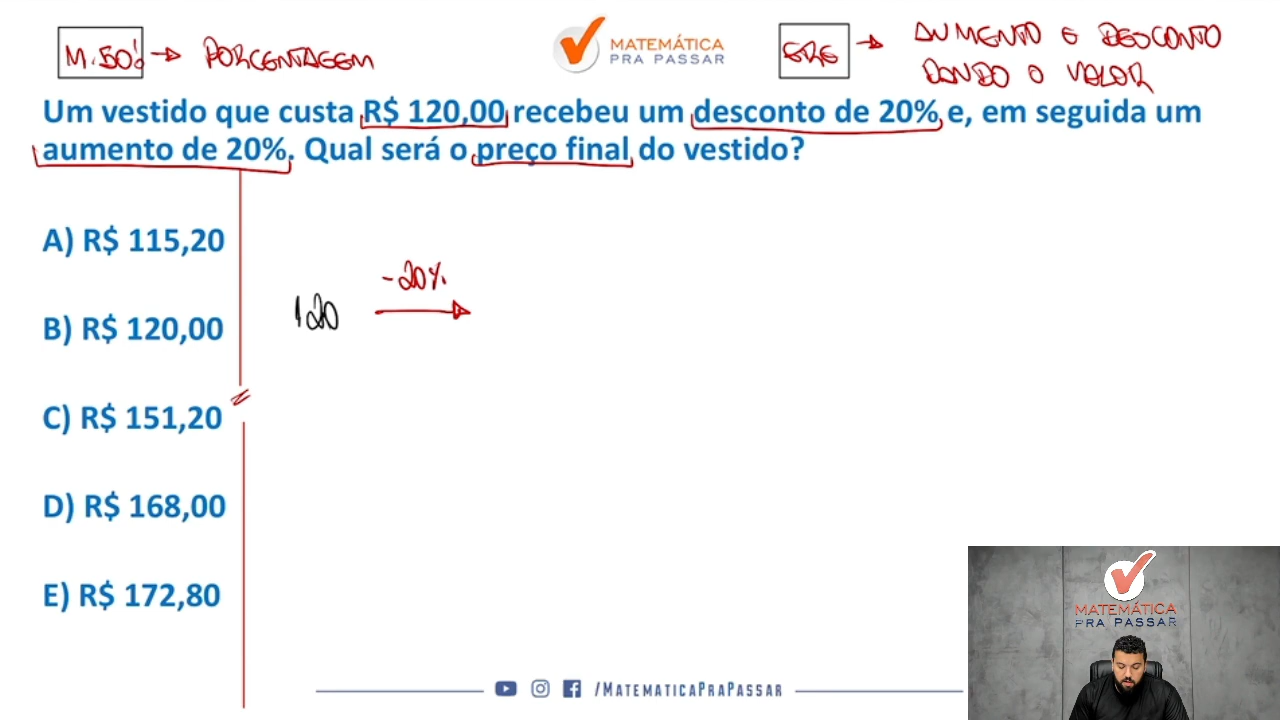 M.50! → PORCENTAGEM
MATEMÁTICA
PRA PASSAR
→ AUMENTO E DESCONTO
DANDO O VALOR
Um vestido que custa R$ 120,00 recebeu um desconto de 20% e, em seguida um
aumento de 20%. Qual será o preço final do vestido?
A) R$ 115,20
-20%
120
B) R$ 120,00
C) R$ 151,20
D) R$ 168,00
E) R$ 172,80
MATEMÁTICA
PRA PASSAR
/MATEMATICAPRAPASSAR